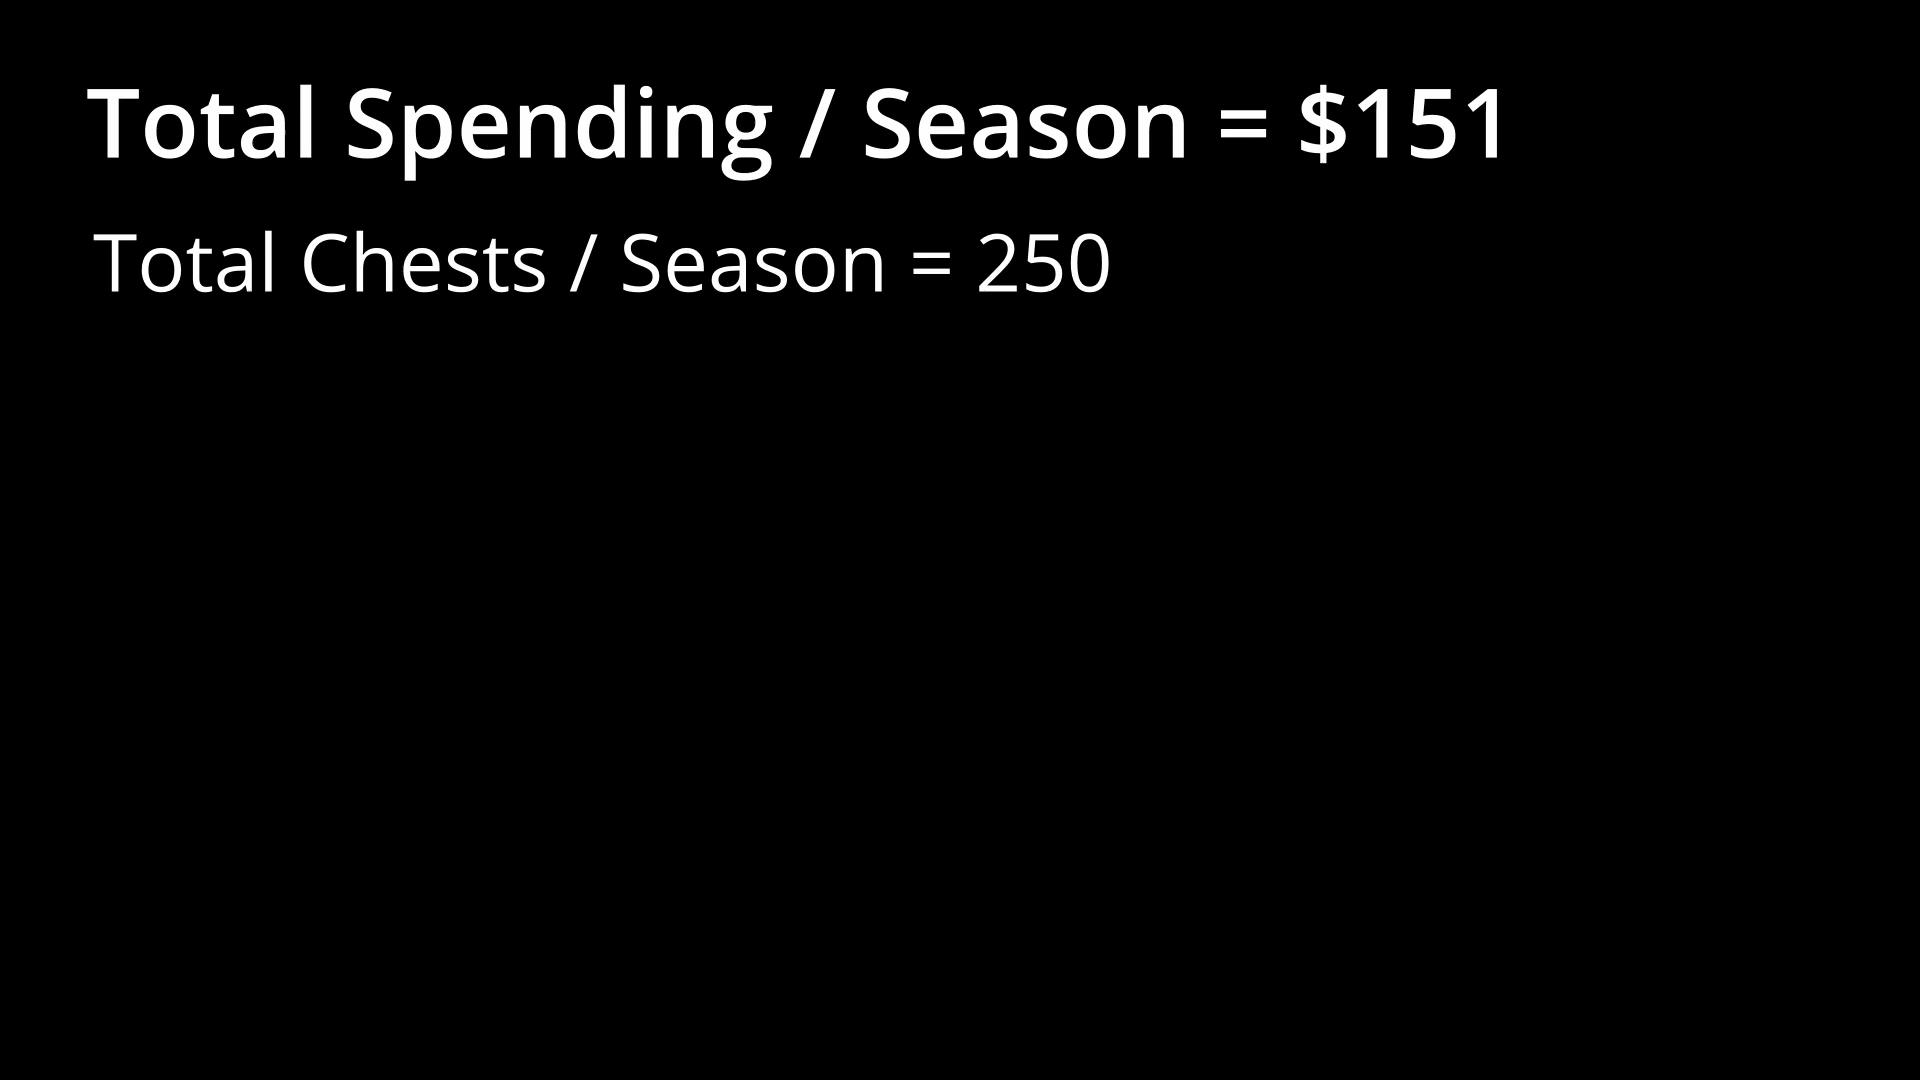 Total Spending / Season = $151
Total Chests / Season = 250